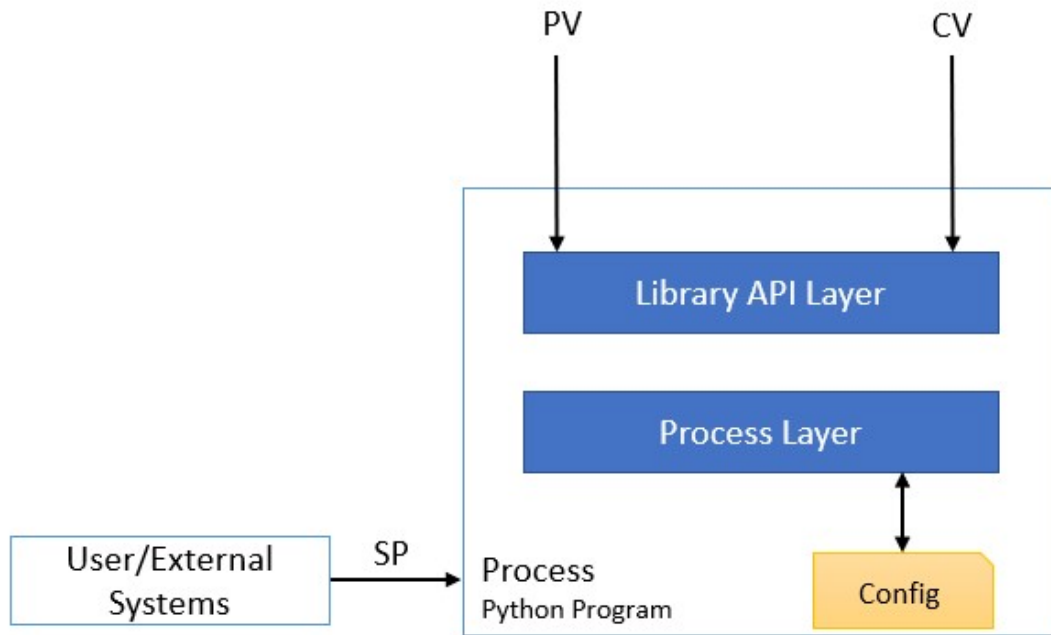 PV
CV
Library API Layer
Process Layer
User/External
Systems
SP
Process
Python Program
Config